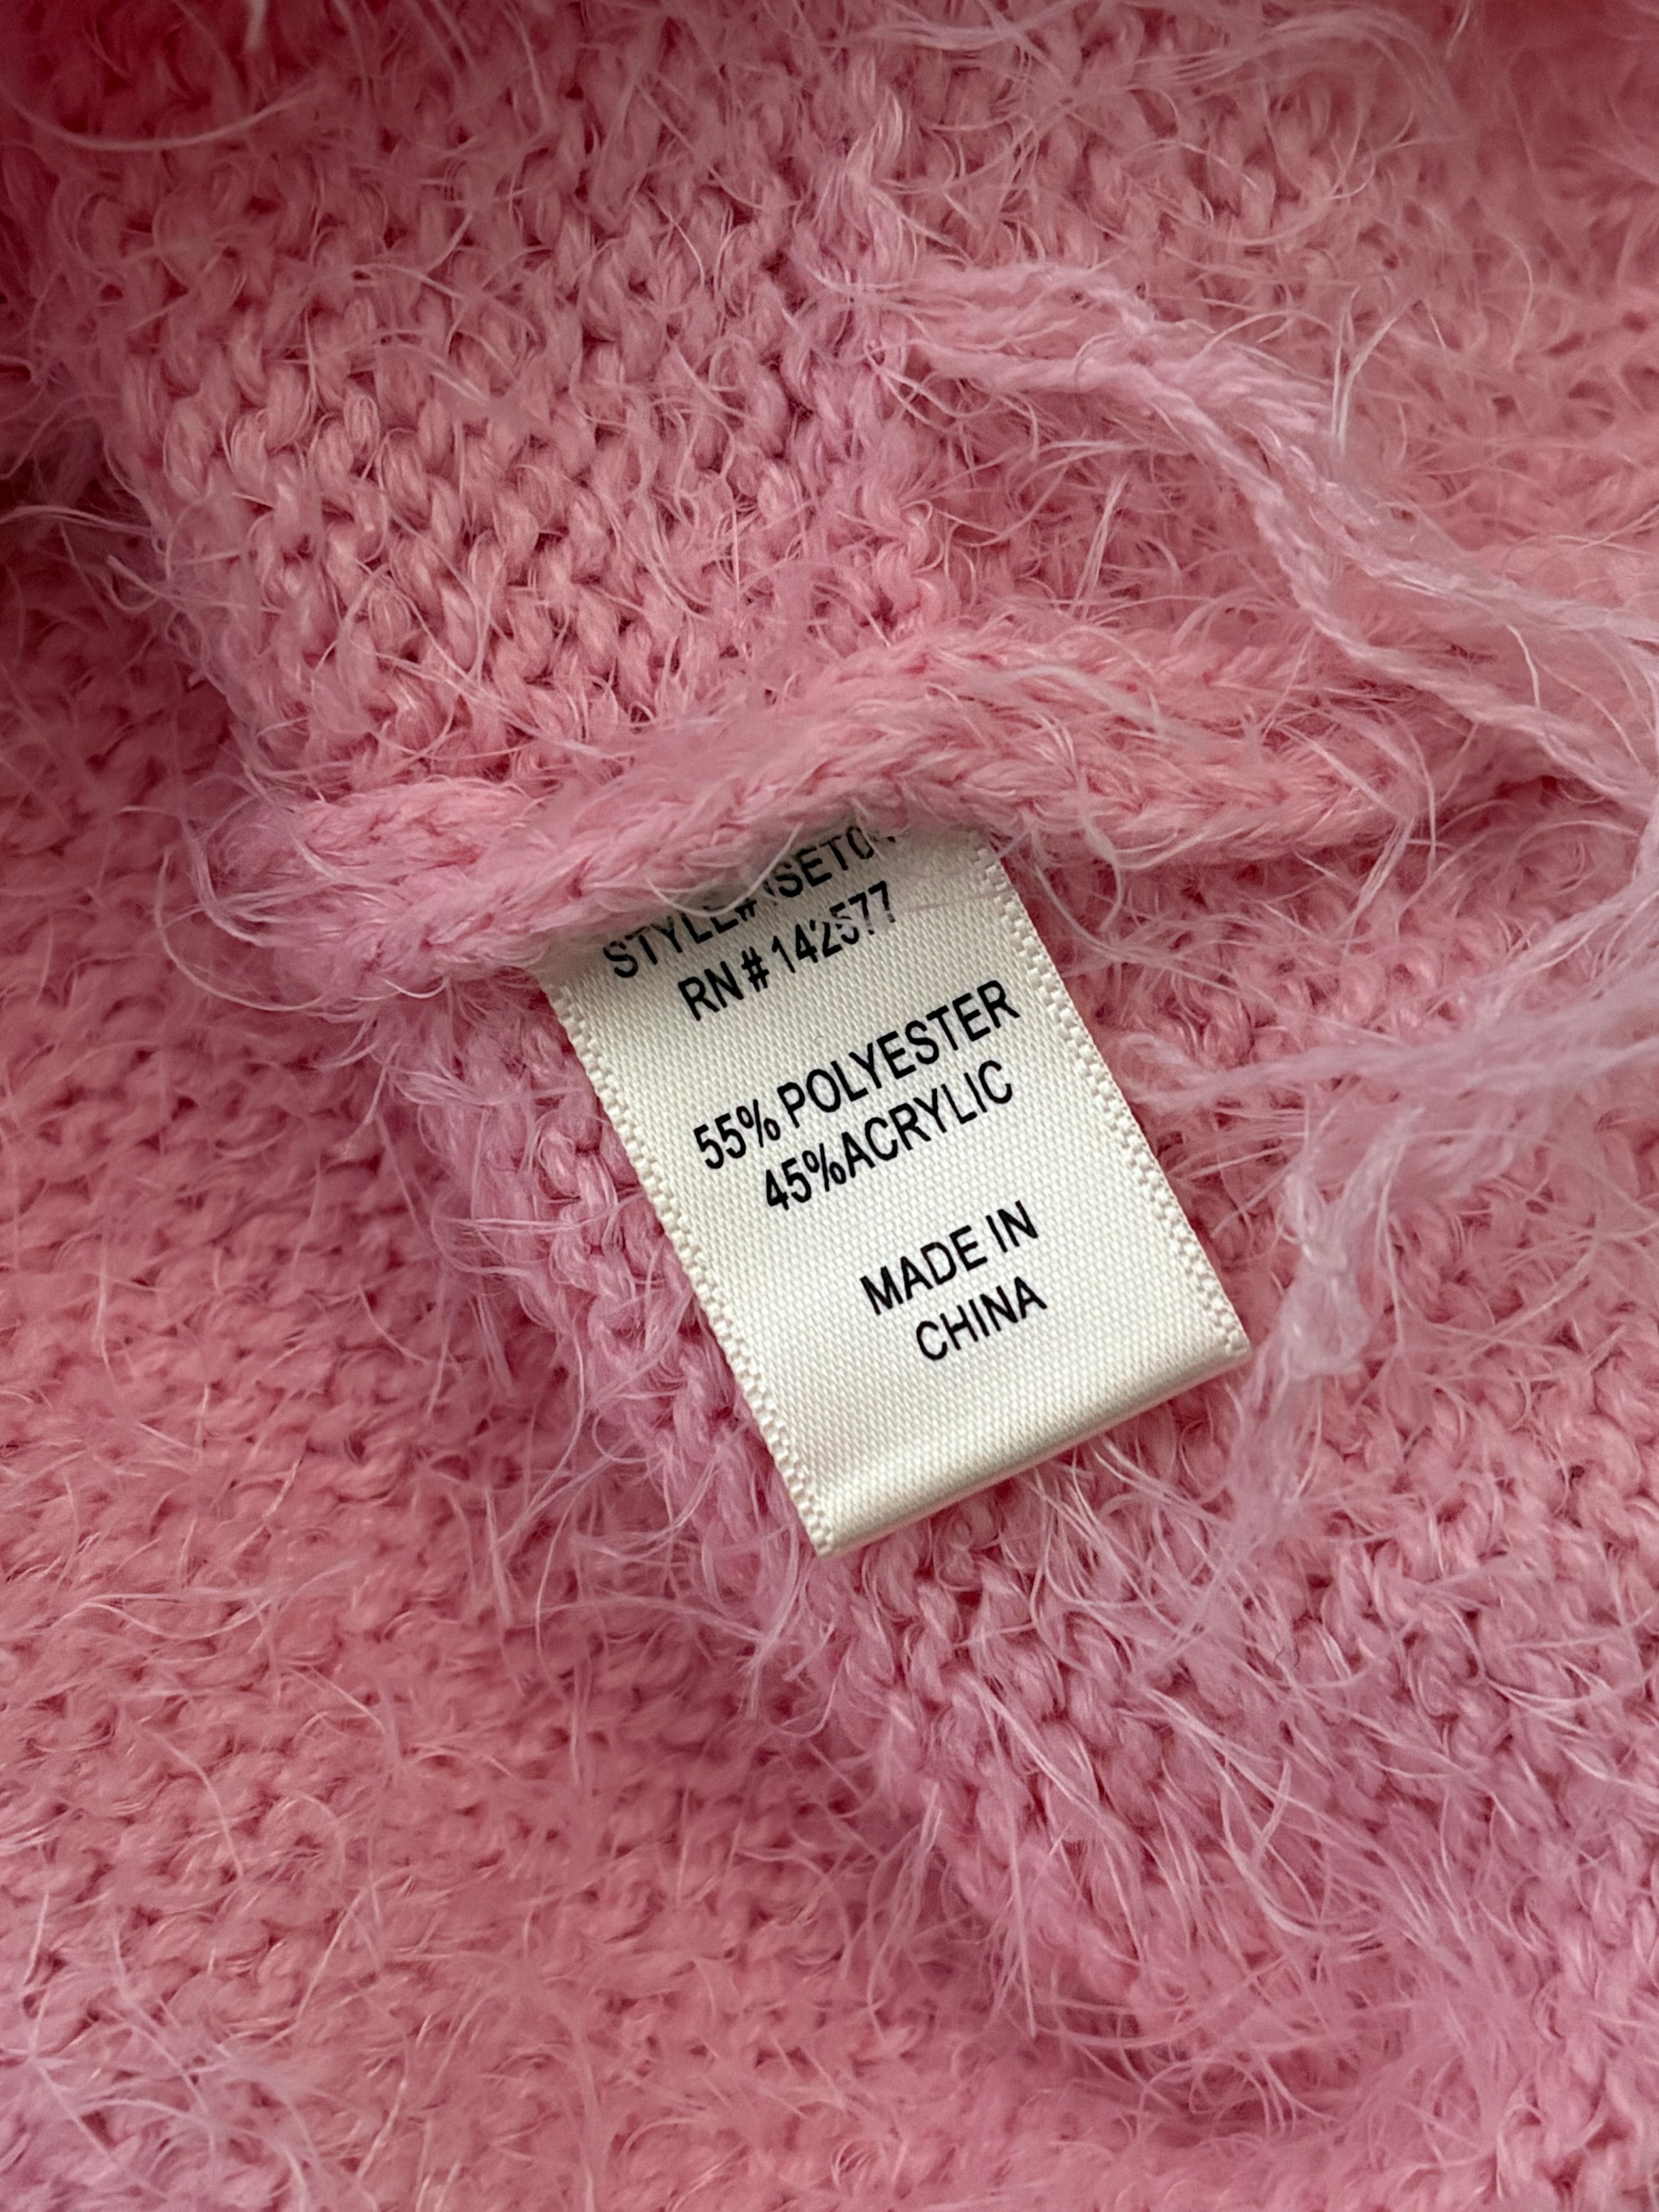 STYLE#
RN # 142577
55% POLYESTER
45%ACRYLIC
MADE IN
CHINA